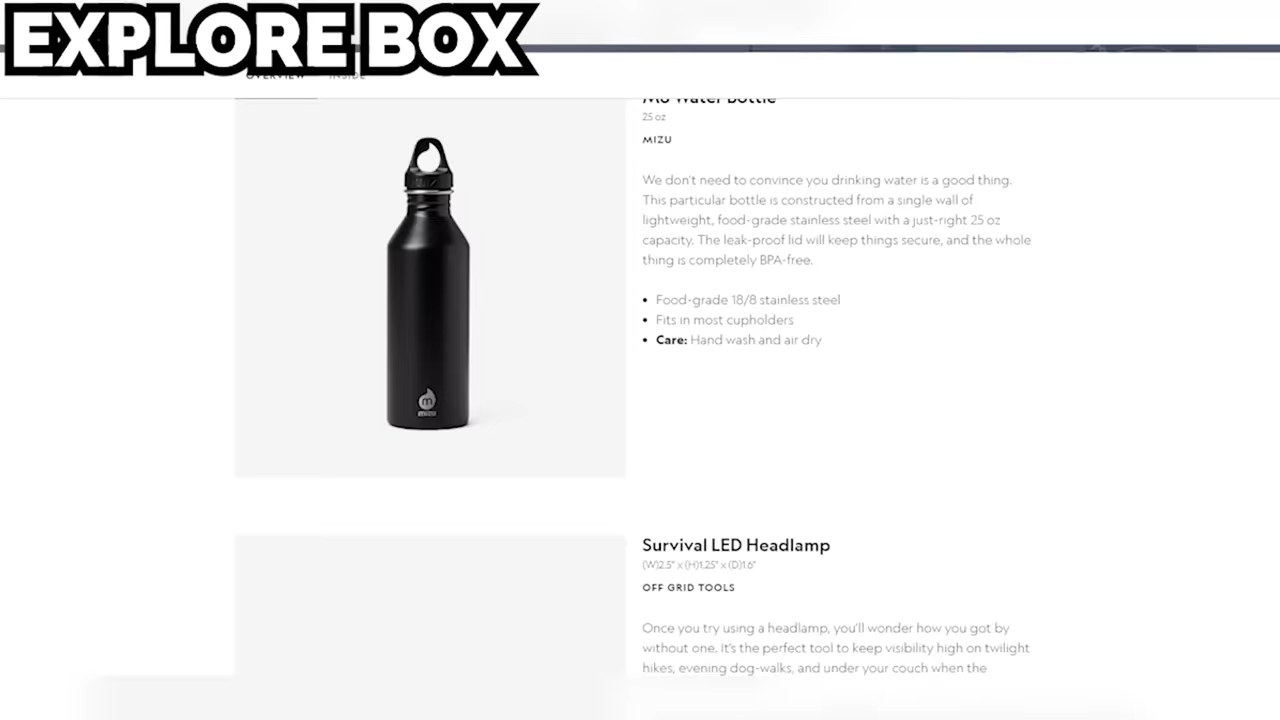 EXPLORE BOX
OVERVIEW INSIDE
M8 Water Bottle
25 oz
MIZU
We don't need to convince you drinking water is a good thing.
This particular bottle is constructed from a single wall of
lightweight, food-grade stainless steel with a just-right 25 oz
capacity. The leak-proof lid will keep things secure, and the whole
thing is completely BPA-free.
• Food-grade 18/8 stainless steel
• Fits in most cupholders
• Care: Hand wash and air dry
m
mizu
Survival LED Headlamp
(W)2.5" x (H)1.25" x (D)1.6"
OFF GRID TOOLS
Once you try using a headlamp, you'll wonder how you got by
without one. It's the perfect tool to keep visibility high on twilight
hikes, evening dog-walks, and under your couch when the